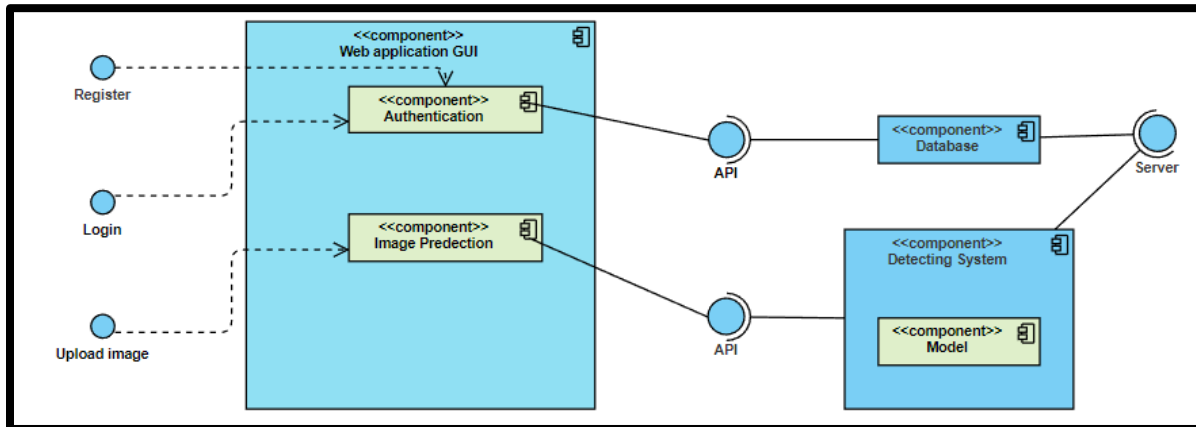 <<component>>
Web application GUI
Register
<<component>>
Authentication
API
<<component>>
Database
Server
Login
<<component>>
Image Predection
<<component>>
Detecting System
Upload image
API
<<component>>
Model